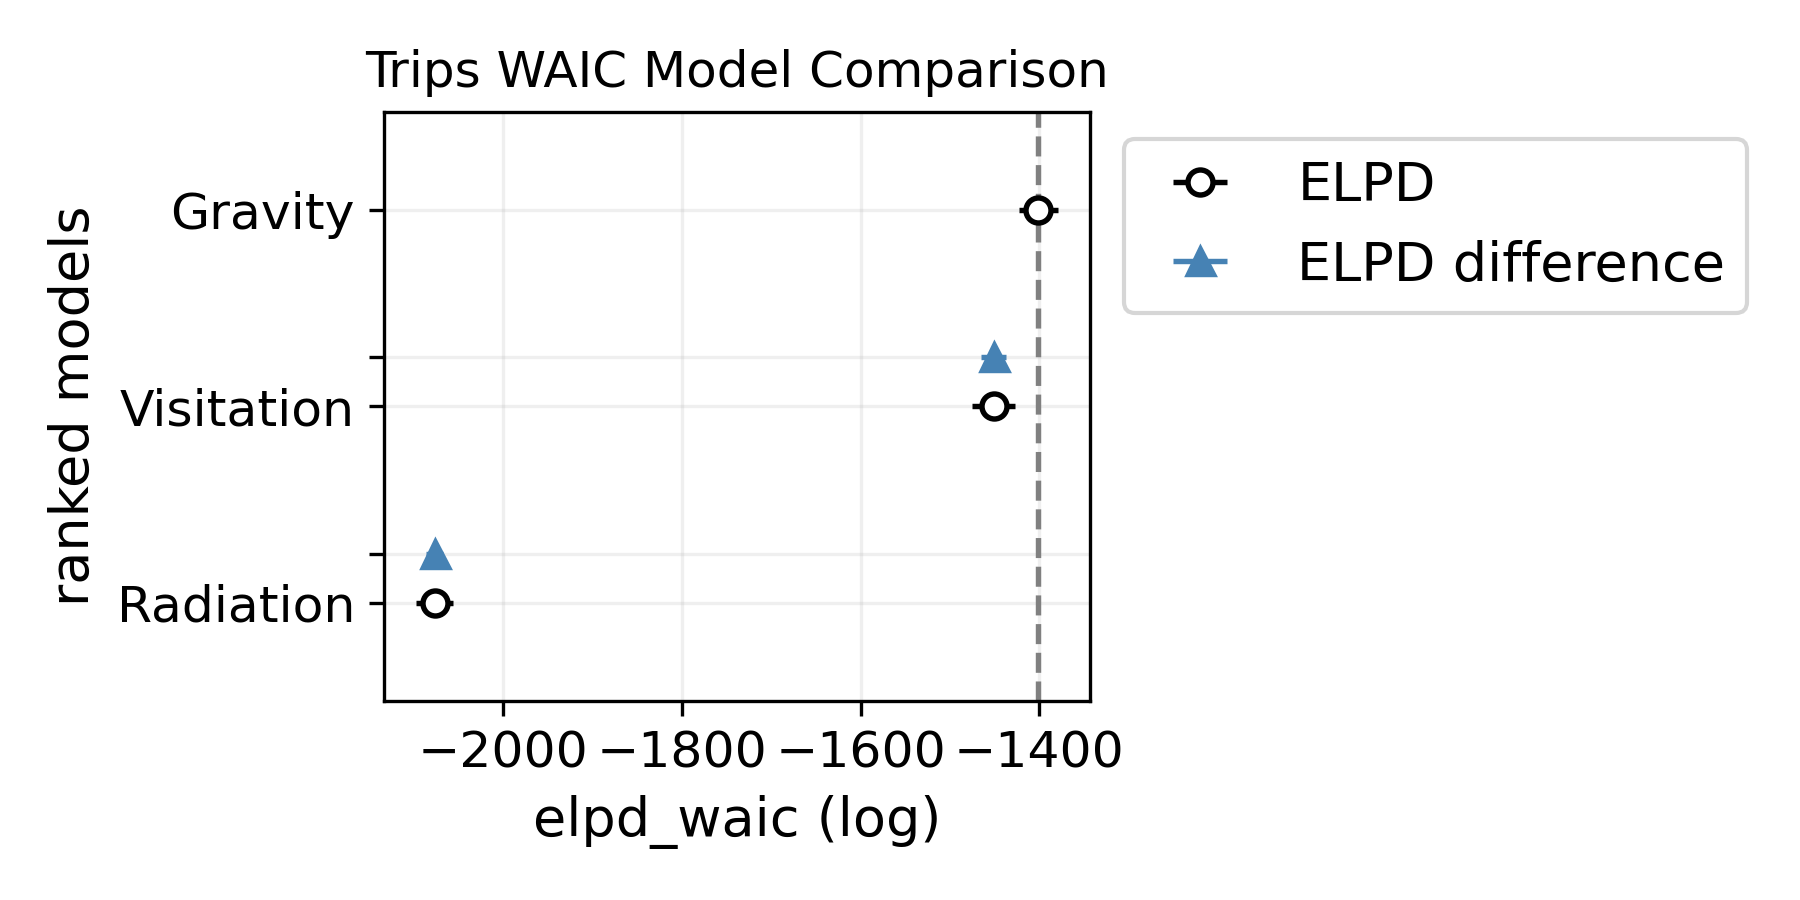 Trips WAIC Model Comparison
ranked models
Gravity
Visitation
Radiation
−2000 −1800 −1600 −1400
elpd_waic (log)
ELPD
ELPD difference